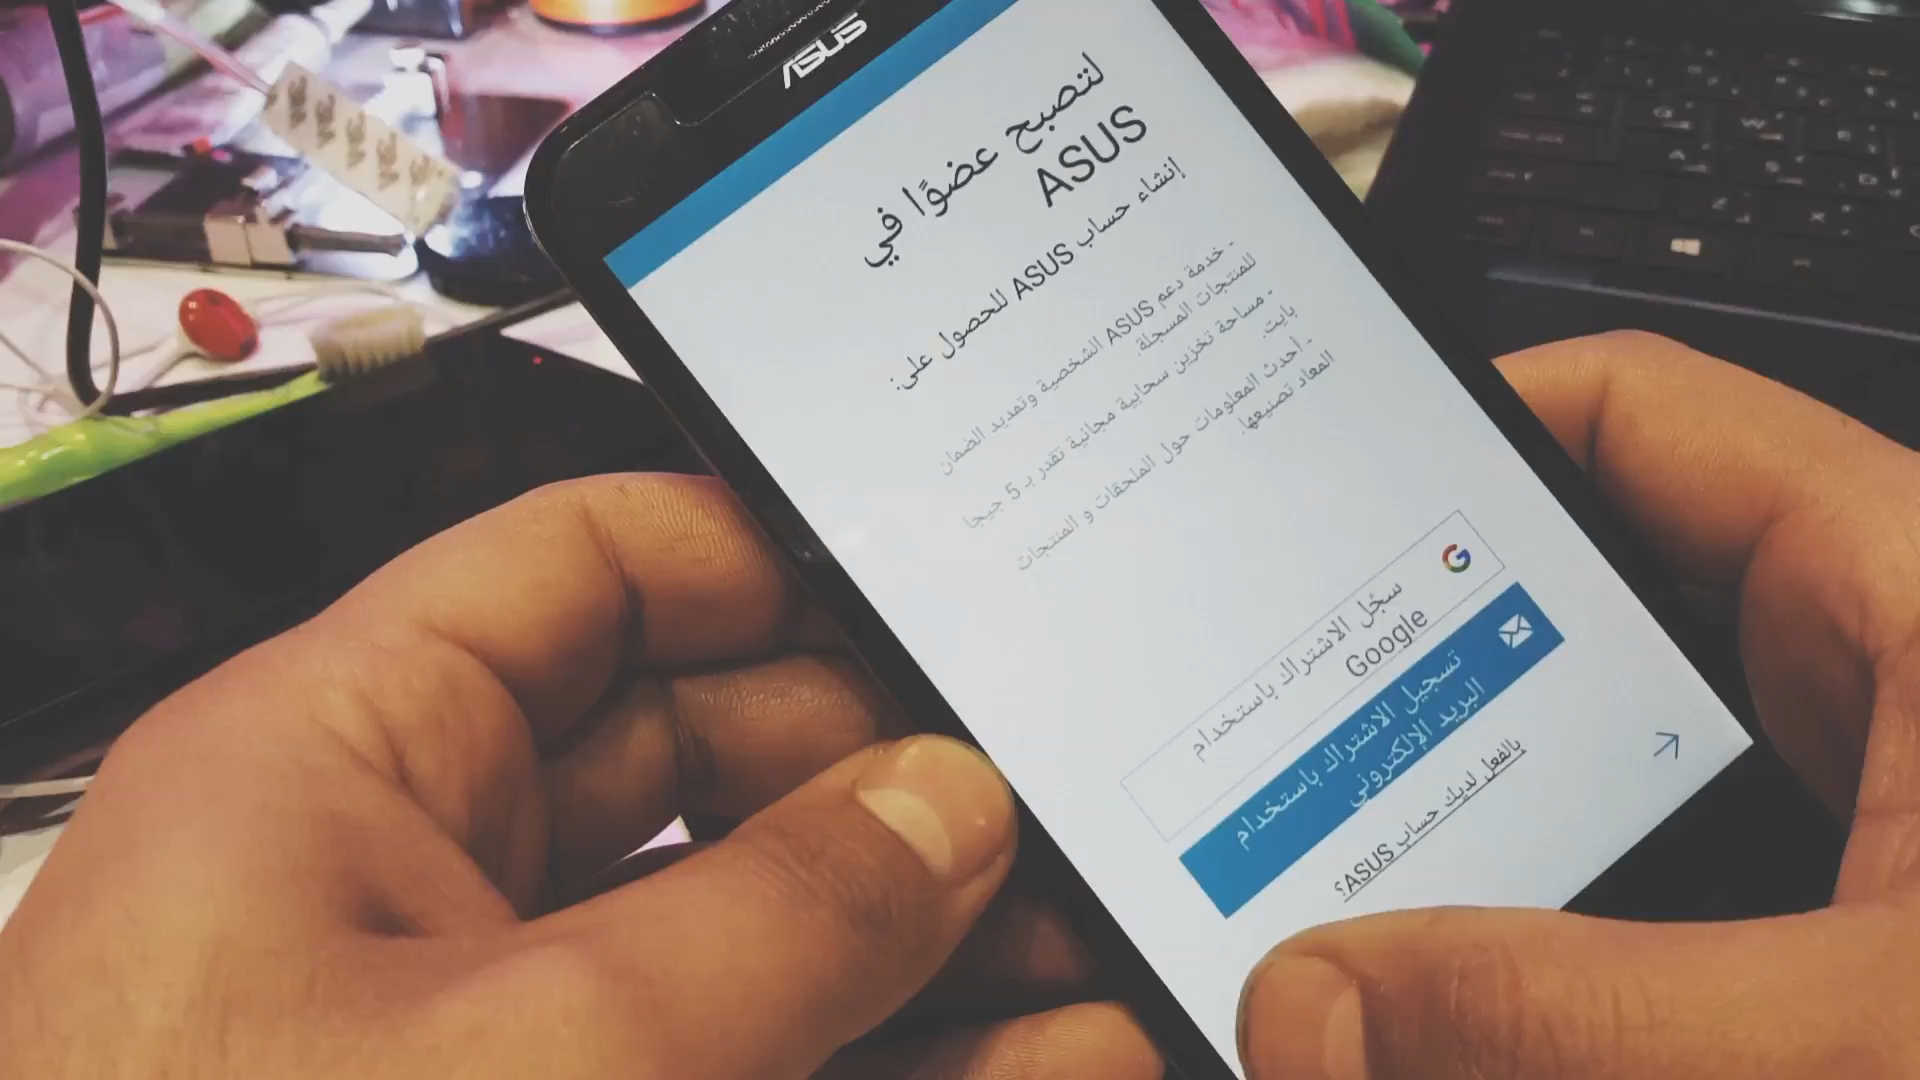 ASUS
لتصبح عضوًا في
ASUS
إنشاء حساب ASUS للحصول على:
- خدمة دعم ASUS الشخصية وتمديد الضمان
للمنتجات المسجلة.
- مساحة تخزين سحابية مجانية تقدر بـ 5 جيجا
بايت.
- أحدث المعلومات حول الملحقات و المنتجات
المعاد تصنيعها.
سجُل الاشتراك باستخدام
Google
تسجيل الاشتراك باستخدام
البريد الإلكتروني
بالفعل لديك حساب ASUS؟